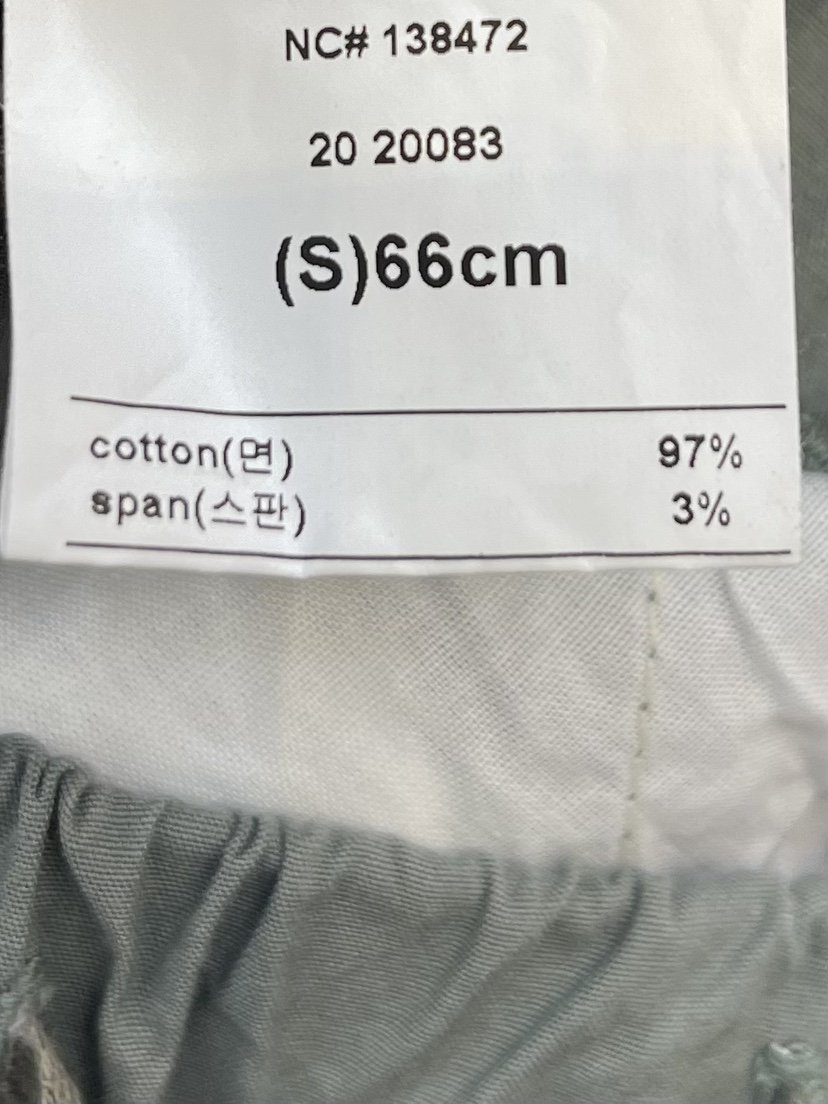 NC# 138472
20 20083
(S)66cm
cotton(면) 97%
span(스판) 3%